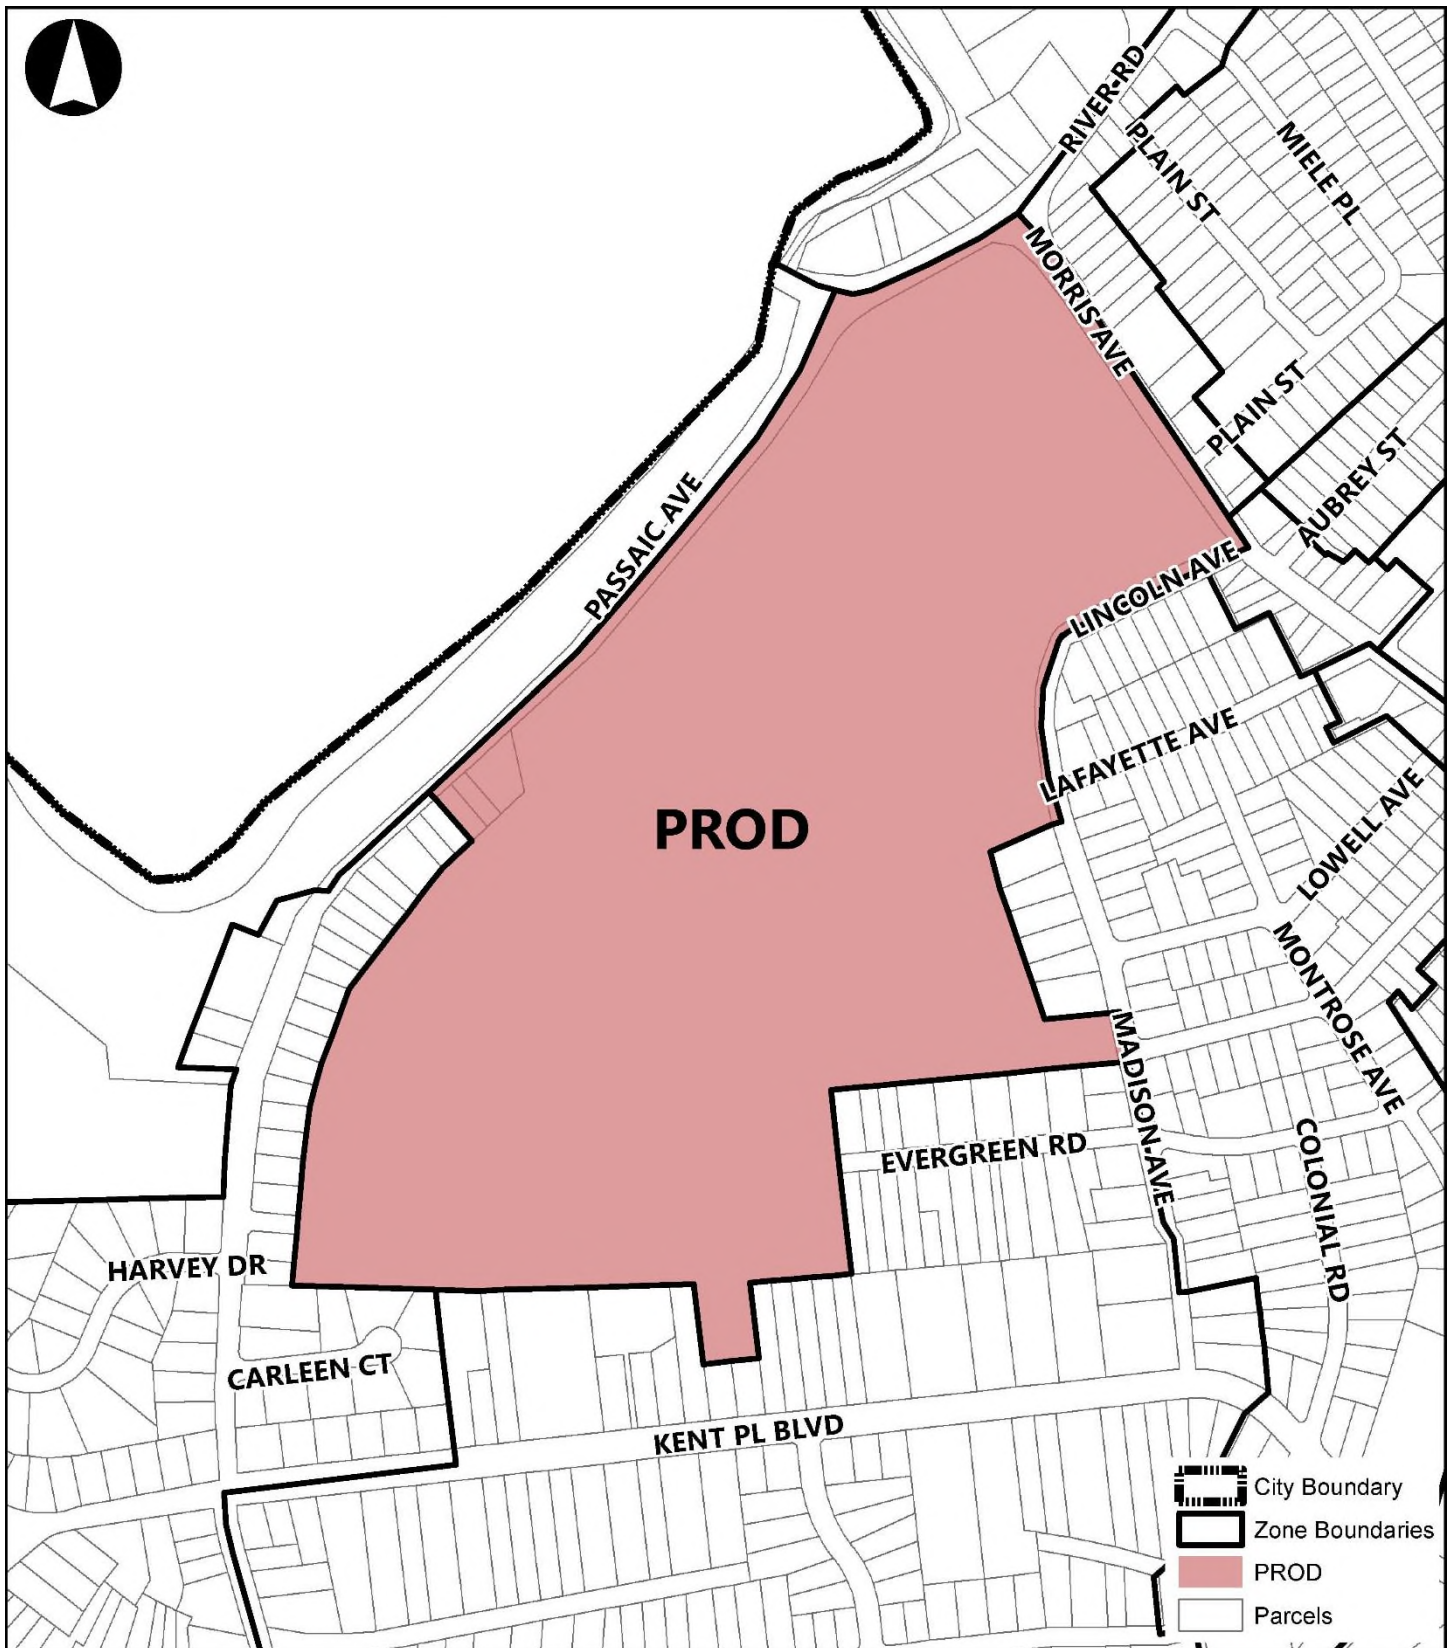 RIVER RD
PLAIN ST
MIELE PL
MORRIS AVE
PLAIN ST
AUBREY ST
PASSAIC AVE
LINCOLN AVE
LAFAYETTE AVE
LOWELL AVE
PROD
MONTROSE AVE
MADISON AVE
EVERGREEN RD
COLONIAL RD
HARVEY DR
CARLEEN CT
KENT PL BLVD
City Boundary
Zone Boundaries
PROD
Parcels